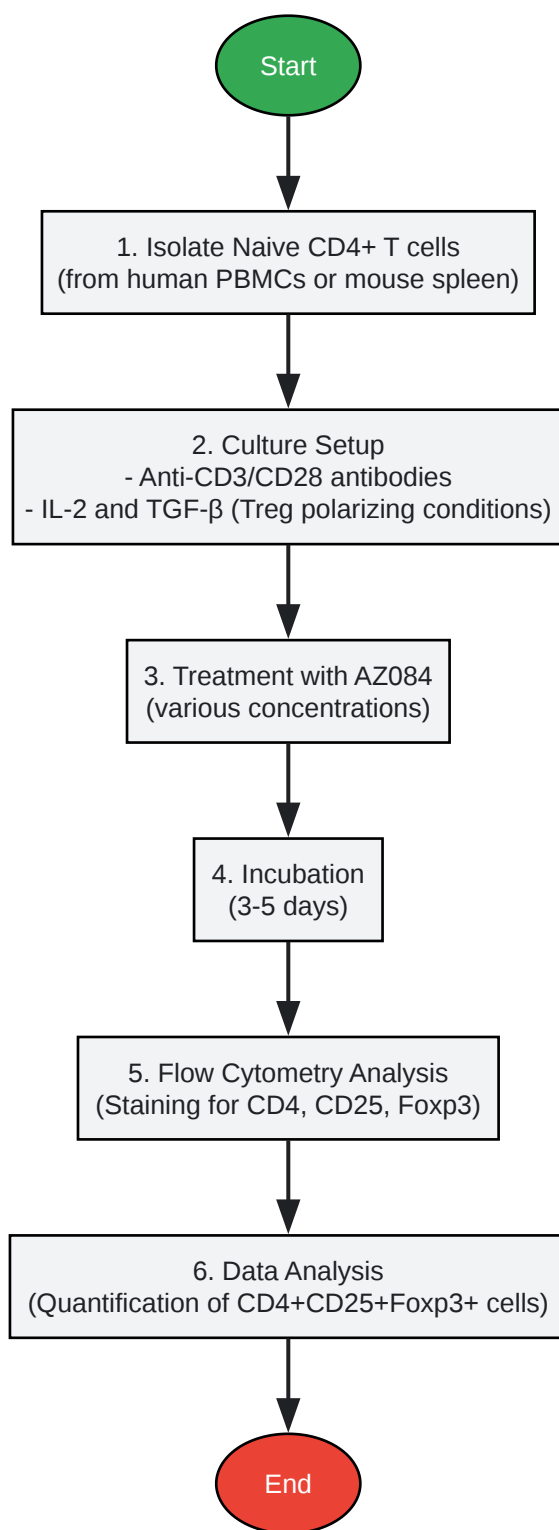 Start
1. Isolate Naive CD4+ T cells
(from human PBMCs or mouse spleen)
2. Culture Setup
- Anti-CD3/CD28 antibodies
- IL-2 and TGF-β (Treg polarizing conditions)
3. Treatment with AZ084
(various concentrations)
4. Incubation
(3-5 days)
5. Flow Cytometry Analysis
(Staining for CD4, CD25, Foxp3)
6. Data Analysis
(Quantification of CD4+CD25+Foxp3+ cells)
End